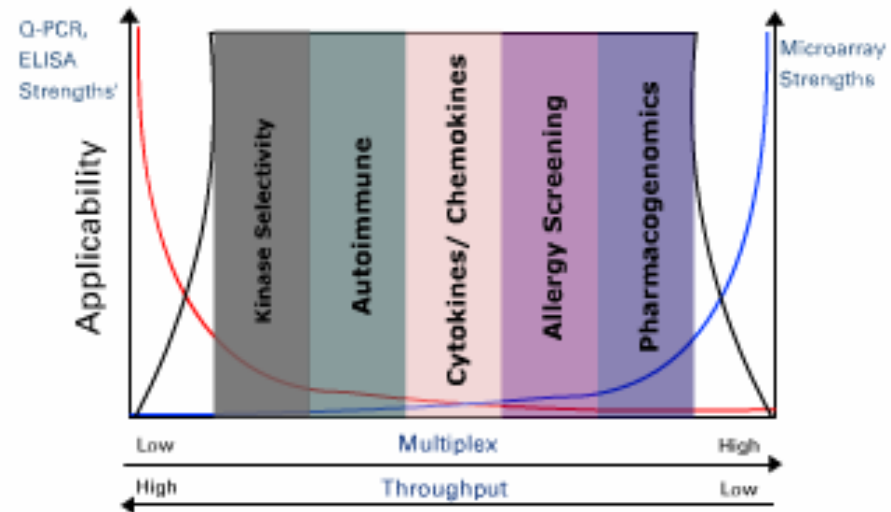 Q-PCR,
ELISA
Strengths'
Microarray
Strengths
Applicability
Kinase Selectivity
Autoimmune
Cytokines/ Chemokines
Allergy Screening
Pharmacogenomics
Low Multiplex High
High Throughput Low